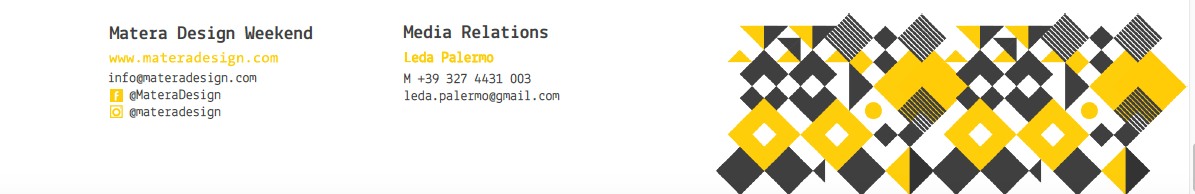 Matera Design Weekend
www.materadesign.com
info@materadesign.com
@MateraDesign
@materadesign
Media Relations
Leda Palermo
M +39 327 4431 003
leda.palermo@gmail.com